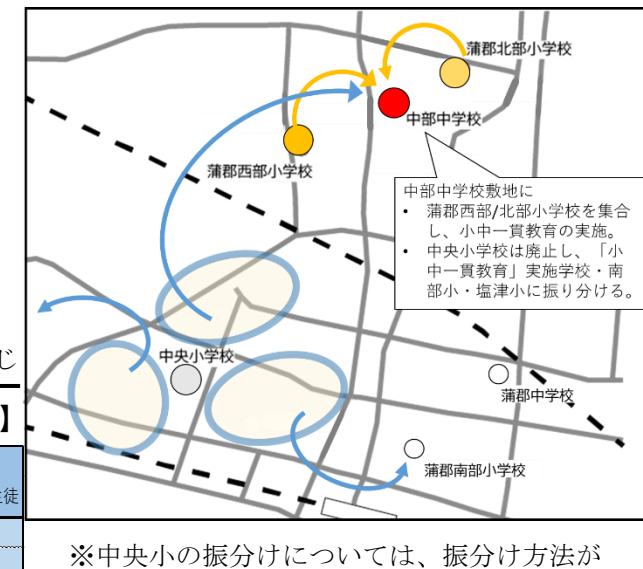 蒲郡北部小学校
中部中学校
蒲郡西部小学校
中部中学校敷地に
• 蒲郡西部/北部小学校を集合
し、小中一貫教育の実施。
• 中央小学校は廃止し、「小
中一貫教育」実施学校・南
部小・塩津小に振り分ける。
中央小学校
蒲郡中学校
蒲郡南部小学校
じ
】
徒
※中央小の振分けについては、振分け方法が